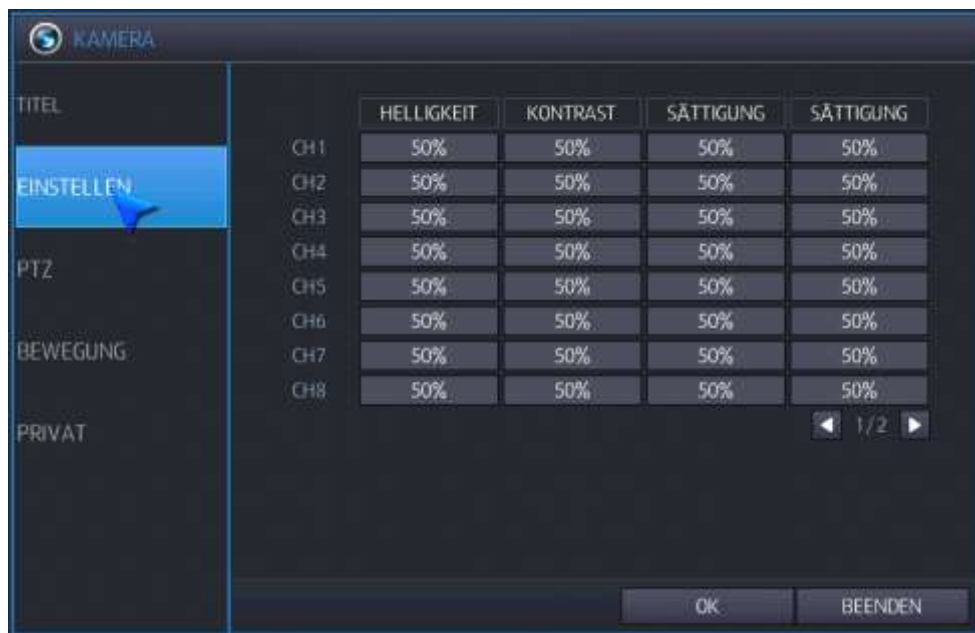 KAMERA
TITEL
EINSTELLEN
PTZ
BEWEGUNG
PRIVAT
HELLIGKEIT KONTRAST SÄTTIGUNG SÄTTIGUNG
CH1 50% 50% 50% 50%
CH2 50% 50% 50% 50%
CH3 50% 50% 50% 50%
CH4 50% 50% 50% 50%
CH5 50% 50% 50% 50%
CH6 50% 50% 50% 50%
CH7 50% 50% 50% 50%
CH8 50% 50% 50% 50%
1/2
OK BEENDEN